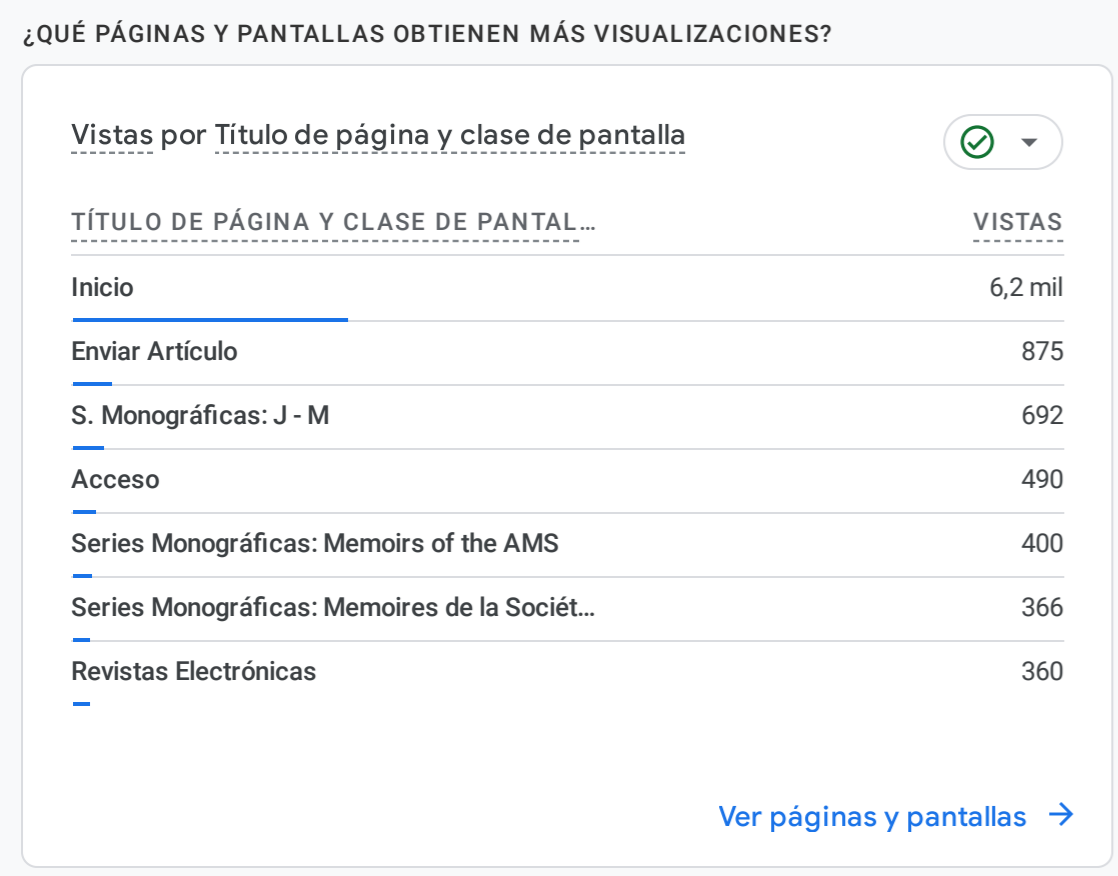 ¿QUÉ PÁGINAS Y PANTALLAS OBTIENEN MÁS VISUALIZACIONES?
Vistas por Título de página y clase de pantalla
TÍTULO DE PÁGINA Y CLASE DE PANTAL… VISTAS
Inicio 6,2 mil
Enviar Artículo 875
S. Monográficas: J - M 692
Acceso 490
Series Monográficas: Memoirs of the AMS 400
Series Monográficas: Memoires de la Sociét… 366
Revistas Electrónicas 360
Ver páginas y pantallas